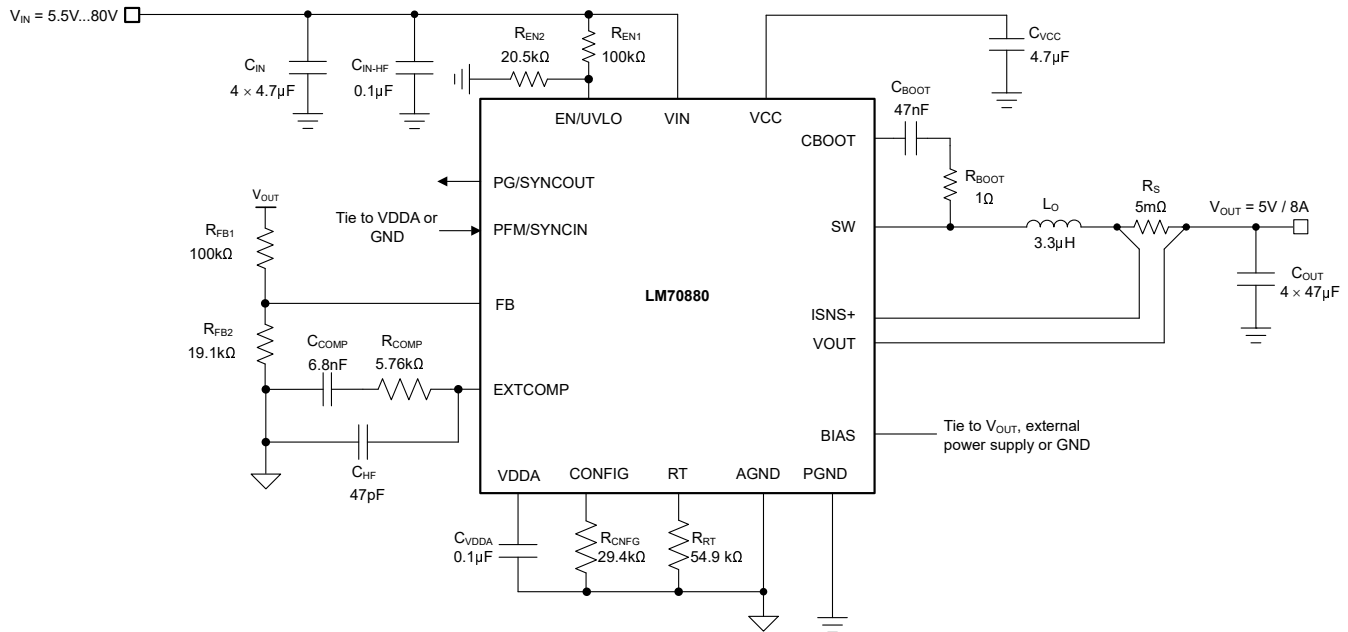 V_IN = 5.5V...80V
C_IN
4 × 4.7µF
C_IN-HF
0.1µF
R_EN2
20.5kΩ
R_EN1
100kΩ
C_VCC
4.7µF
C_BOOT
47nF
EN/UVLO
VIN
VCC
CBOOT
R_BOOT
1Ω
PG/SYNCOUT
V_OUT
Tie to VDDA or
GND
PFM/SYNCIN
SW
L_O
3.3µH
R_S
5mΩ
V_OUT = 5V / 8A
R_FB1
100kΩ
C_OUT
4 × 47µF
LM70880
FB
ISNS+
VOUT
R_FB2
19.1kΩ
C_COMP
6.8nF
R_COMP
5.76kΩ
EXTCOMP
BIAS
Tie to V_OUT, external
power supply or GND
C_HF
47pF
VDDA
CONFIG
RT
AGND
PGND
C_VDDA
0.1µF
R_CNFG
29.4kΩ
R_RT
54.9 kΩ